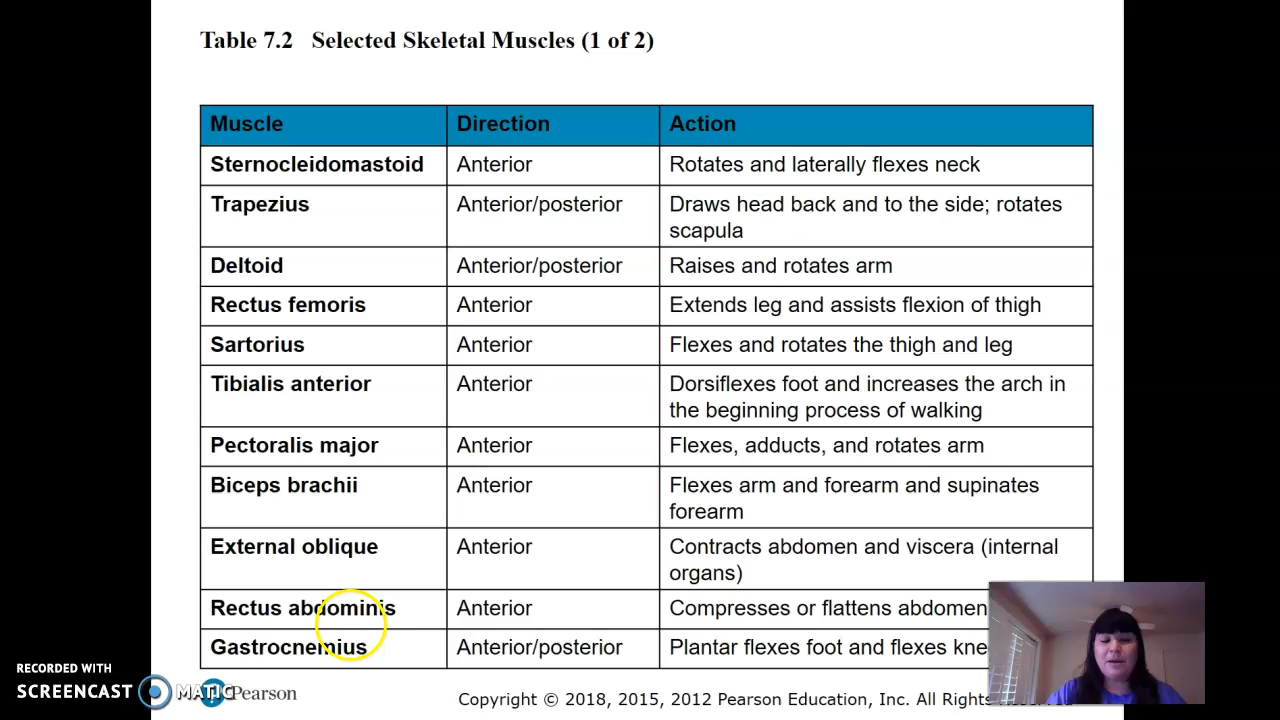 Table 7.2 Selected Skeletal Muscles (1 of 2)
Muscle Direction Action
Sternocleidomastoid Anterior Rotates and laterally flexes neck
Trapezius Anterior/posterior Draws head back and to the side; rotates
scapula
Deltoid Anterior/posterior Raises and rotates arm
Rectus femoris Anterior Extends leg and assists flexion of thigh
Sartorius Anterior Flexes and rotates the thigh and leg
Tibialis anterior Anterior Dorsiflexes foot and increases the arch in
the beginning process of walking
Pectoralis major Anterior Flexes, adducts, and rotates arm
Biceps brachii Anterior Flexes arm and forearm and supinates
forearm
External oblique Anterior Contracts abdomen and viscera (internal
organs)
Rectus abdominis Anterior Compresses or flattens abdomen
Gastrocnemius Anterior/posterior Plantar flexes foot and flexes kne
RECORDED WITH
SCREENCAST MATIC
Pearson
Copyright © 2018, 2015, 2012 Pearson Education, Inc. All Rights